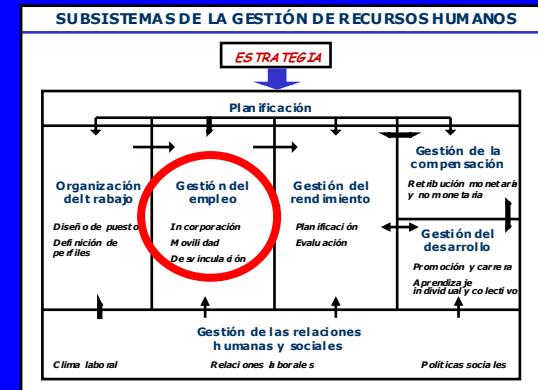 SUBSISTEMAS DE LA GESTIÓN DE RECURSOS HUMANOS
ESTRATEGIA
Planificación
Organización
del trabajo
Diseño de puesto
Definición de
perfiles
Gestión del
empleo
Incorporación
Movilidad
Desvinculación
Gestión del
rendimiento
Planificación
Evaluación
Gestión de la
compensación
Retribución monetaria
y no monetaria
Gestión del
desarrollo
Promoción y carrera
Aprendizaje
individual y colectivo
Gestión de las relaciones
humanas y sociales
Clima laboral
Relaciones laborales
Políticas sociales